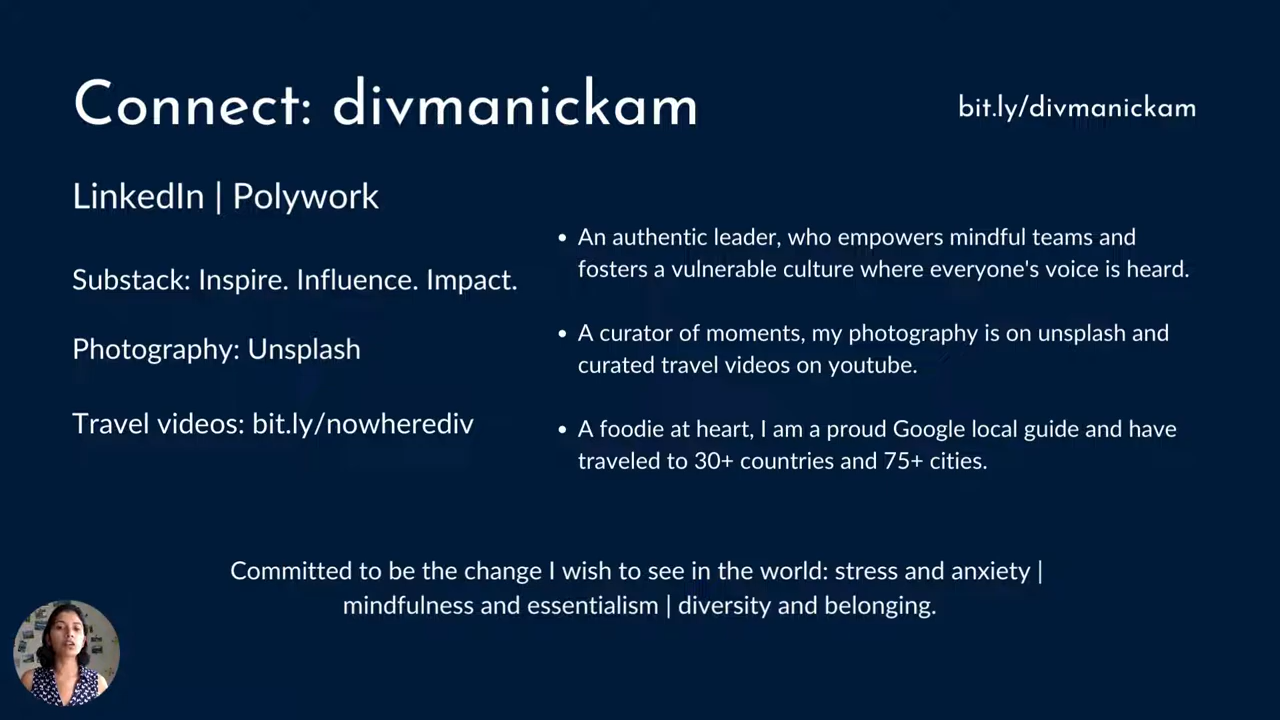 Connect: divmanickam
bit.ly/divmanickam
LinkedIn | Polywork
Substack: Inspire. Influence. Impact.
Photography: Unsplash
Travel videos: bit.ly/nowherediv
• An authentic leader, who empowers mindful teams and
fosters a vulnerable culture where everyone's voice is heard.
• A curator of moments, my photography is on unsplash and
curated travel videos on youtube.
• A foodie at heart, I am a proud Google local guide and have
traveled to 30+ countries and 75+ cities.
Committed to be the change I wish to see in the world: stress and anxiety |
mindfulness and essentialism | diversity and belonging.